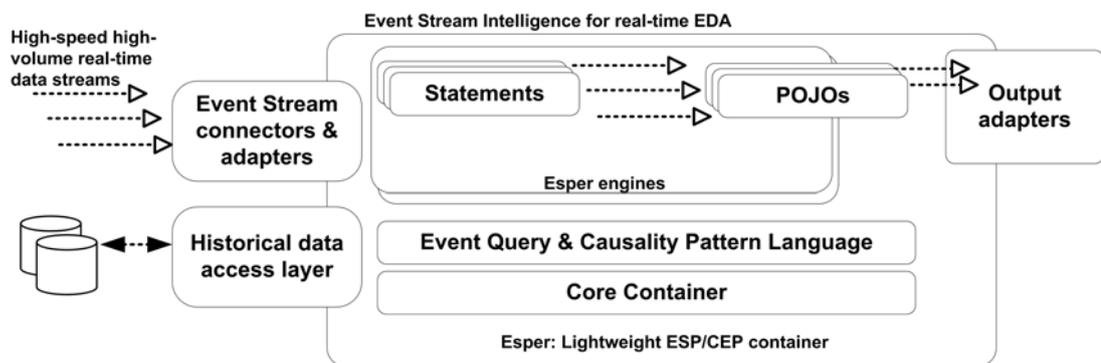 Event Stream Intelligence for real-time EDA
High-speed high-
volume real-time
data streams
Event Stream
connectors &
adapters
Statements
POJOs
Output
adapters
Esper engines
Historical data
access layer
Event Query & Causality Pattern Language
Core Container
Esper: Lightweight ESP/CEP container